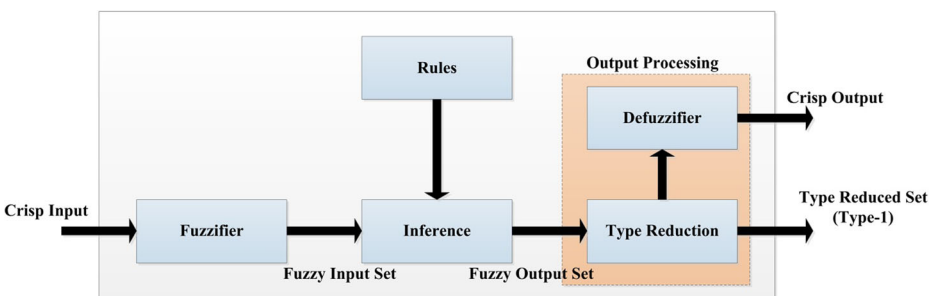 Rules
Output Processing
Defuzzifier
Crisp Output
Crisp Input
Fuzzifier
Inference
Type Reduction
Type Reduced Set
(Type-1)
Fuzzy Input Set
Fuzzy Output Set